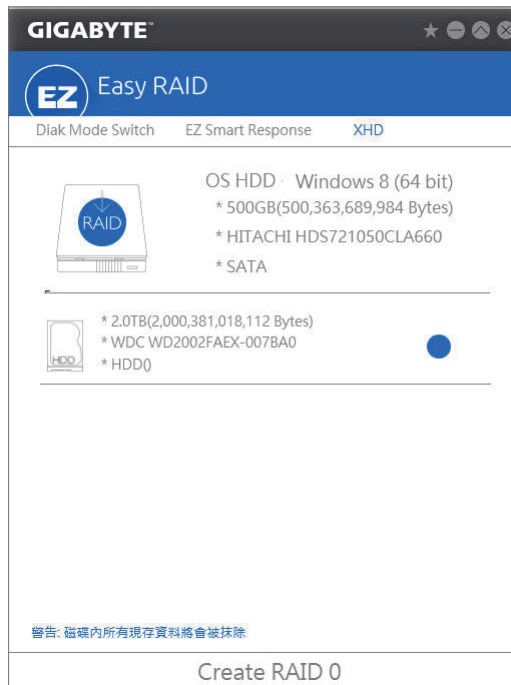 GIGABYTE™
EZ Easy RAID
Diak Mode Switch EZ Smart Response XHD
OS HDD · Windows 8 (64 bit)
* 500GB(500,363,689,984 Bytes)
RAID
* HITACHI HDS721050CLA660
* SATA
* 2.0TB(2,000,381,018,112 Bytes)
* WDC WD2002FAEX-007BA0
HDD
* HDD()
警告: 磁碟內所有現存資料將會被抹除
Create RAID 0